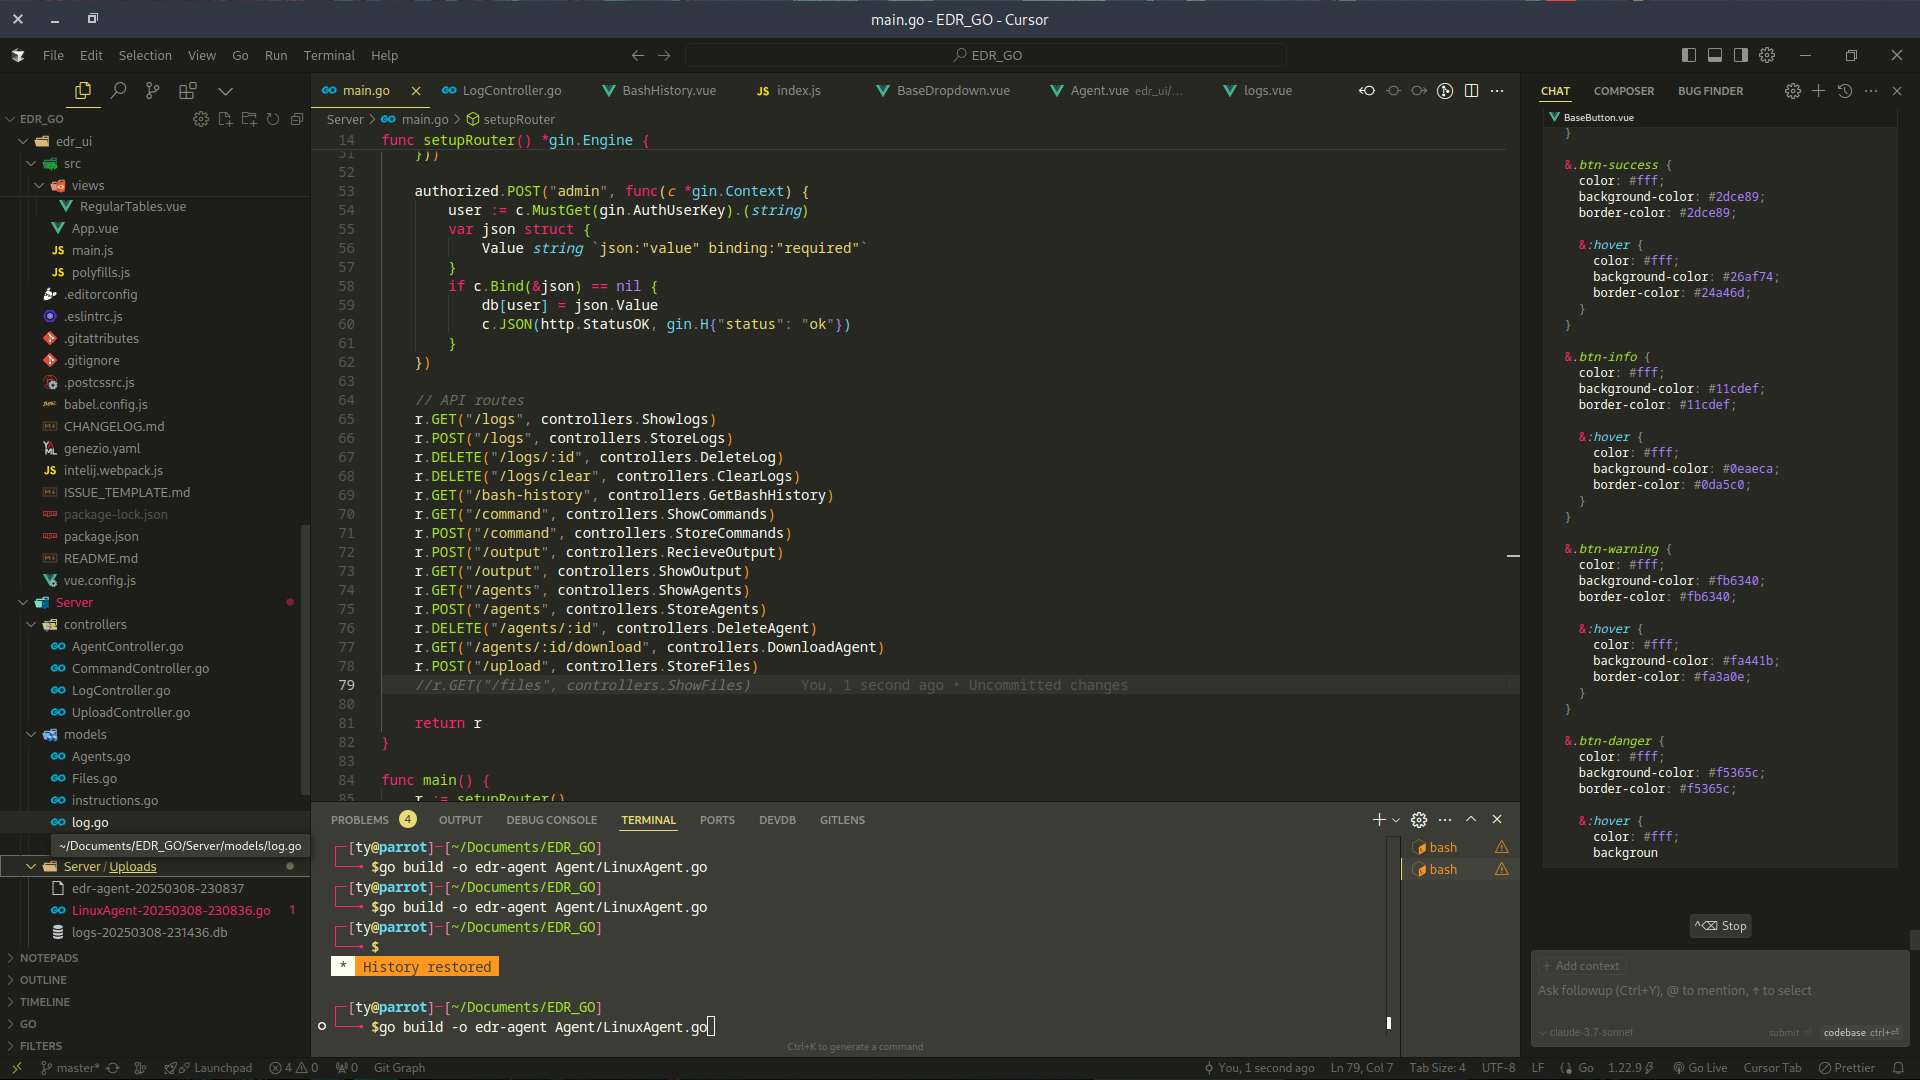 main.go - EDR_GO - Cursor
File Edit Selection View Go Run Terminal Help
EDR_GO
EDR_GO
edr_ui
src
views
RegularTables.vue
App.vue
JS main.js
JS polyfills.js
.editorconfig
.eslintrc.js
.gitattributes
.gitignore
.postcssrc.js
babel.config.js
CHANGELOG.md
genezio.yaml
JS intelij.webpack.js
ISSUE_TEMPLATE.md
package-lock.json
package.json
README.md
vue.config.js
Server
controllers
AgentController.go
CommandController.go
LogController.go
UploadController.go
models
Agents.go
Files.go
instructions.go
log.go
~/Documents/EDR_GO/Server/models/log.go
Server / Uploads
edr-agent-20250308-230837
LinuxAgent-20250308-230836.go 1
logs-20250308-231436.db
NOTEPADS
OUTLINE
TIMELINE
GO
FILTERS
main.go LogController.go BashHistory.vue JS index.js BaseDropdown.vue Agent.vue edr_ui/... logs.vue
Server > main.go > setupRouter
14 func setupRouter() *gin.Engine {
51 }))
52
53 authorized.POST("admin", func(c *gin.Context) {
54 user := c.MustGet(gin.AuthUserKey).(string)
55 var json struct {
56 Value string `json:"value" binding:"required"`
57 }
58 if c.Bind(&json) == nil {
59 db[user] = json.Value
60 c.JSON(http.StatusOK, gin.H{"status": "ok"})
61 }
62 })
63
64 // API routes
65 r.GET("/logs", controllers.Showlogs)
66 r.POST("/logs", controllers.StoreLogs)
67 r.DELETE("/logs/:id", controllers.DeleteLog)
68 r.DELETE("/logs/clear", controllers.ClearLogs)
69 r.GET("/bash-history", controllers.GetBashHistory)
70 r.GET("/command", controllers.ShowCommands)
71 r.POST("/command", controllers.StoreCommands)
72 r.POST("/output", controllers.RecieveOutput)
73 r.GET("/output", controllers.ShowOutput)
74 r.GET("/agents", controllers.ShowAgents)
75 r.POST("/agents", controllers.StoreAgents)
76 r.DELETE("/agents/:id", controllers.DeleteAgent)
77 r.GET("/agents/:id/download", controllers.DownloadAgent)
78 r.POST("/upload", controllers.StoreFiles)
79 //r.GET("/files", controllers.ShowFiles) You, 1 second ago • Uncommitted changes
80
81 return r
82 }
83
84 func main() {
85 r := setupRouter()
PROBLEMS 4 OUTPUT DEBUG CONSOLE TERMINAL PORTS DEVDB GITLENS
[ty@parrot]─[~/Documents/EDR_GO]
$go build -o edr-agent Agent/LinuxAgent.go
[ty@parrot]─[~/Documents/EDR_GO]
$go build -o edr-agent Agent/LinuxAgent.go
[ty@parrot]─[~/Documents/EDR_GO]
$
* History restored
[ty@parrot]─[~/Documents/EDR_GO]
$go build -o edr-agent Agent/LinuxAgent.go
Ctrl+K to generate a command
bash
bash
CHAT COMPOSER BUG FINDER
BaseButton.vue
}
&.btn-success {
color: #fff;
background-color: #2dce89;
border-color: #2dce89;
&:hover {
color: #fff;
background-color: #26af74;
border-color: #24a46d;
}
}
&.btn-info {
color: #fff;
background-color: #11cdef;
border-color: #11cdef;
&:hover {
color: #fff;
background-color: #0eaeca;
border-color: #0da5c0;
}
}
&.btn-warning {
color: #fff;
background-color: #fb6340;
border-color: #fb6340;
&:hover {
color: #fff;
background-color: #fa441b;
border-color: #fa3a0e;
}
}
&.btn-danger {
color: #fff;
background-color: #f5365c;
border-color: #f5365c;
&:hover {
color: #fff;
backgroun
^⌫ Stop
+ Add context
Ask followup (Ctrl+Y), @ to mention, ↑ to select
claude-3.7-sonnet submit ⏎ codebase ctrl+⏎
master* Launchpad 4 0 0 Git Graph You, 1 second ago Ln 79, Col 7 Tab Size: 4 UTF-8 LF Go 1.22.9 Go Live Cursor Tab Prettier